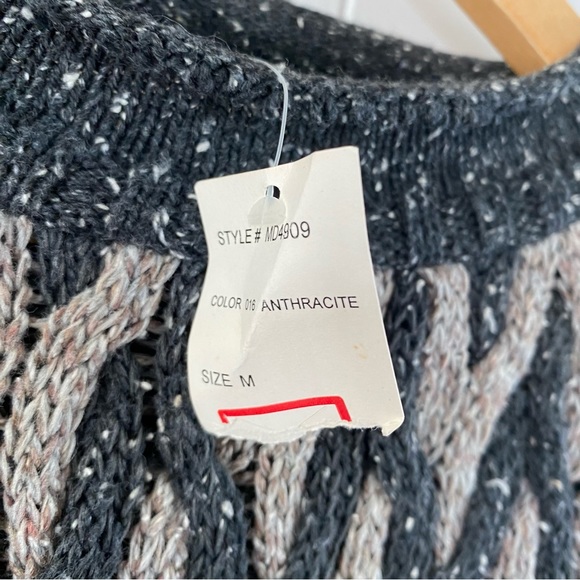 STYLE# MD4909
COLOR 016 ANTHRACITE
SIZE M